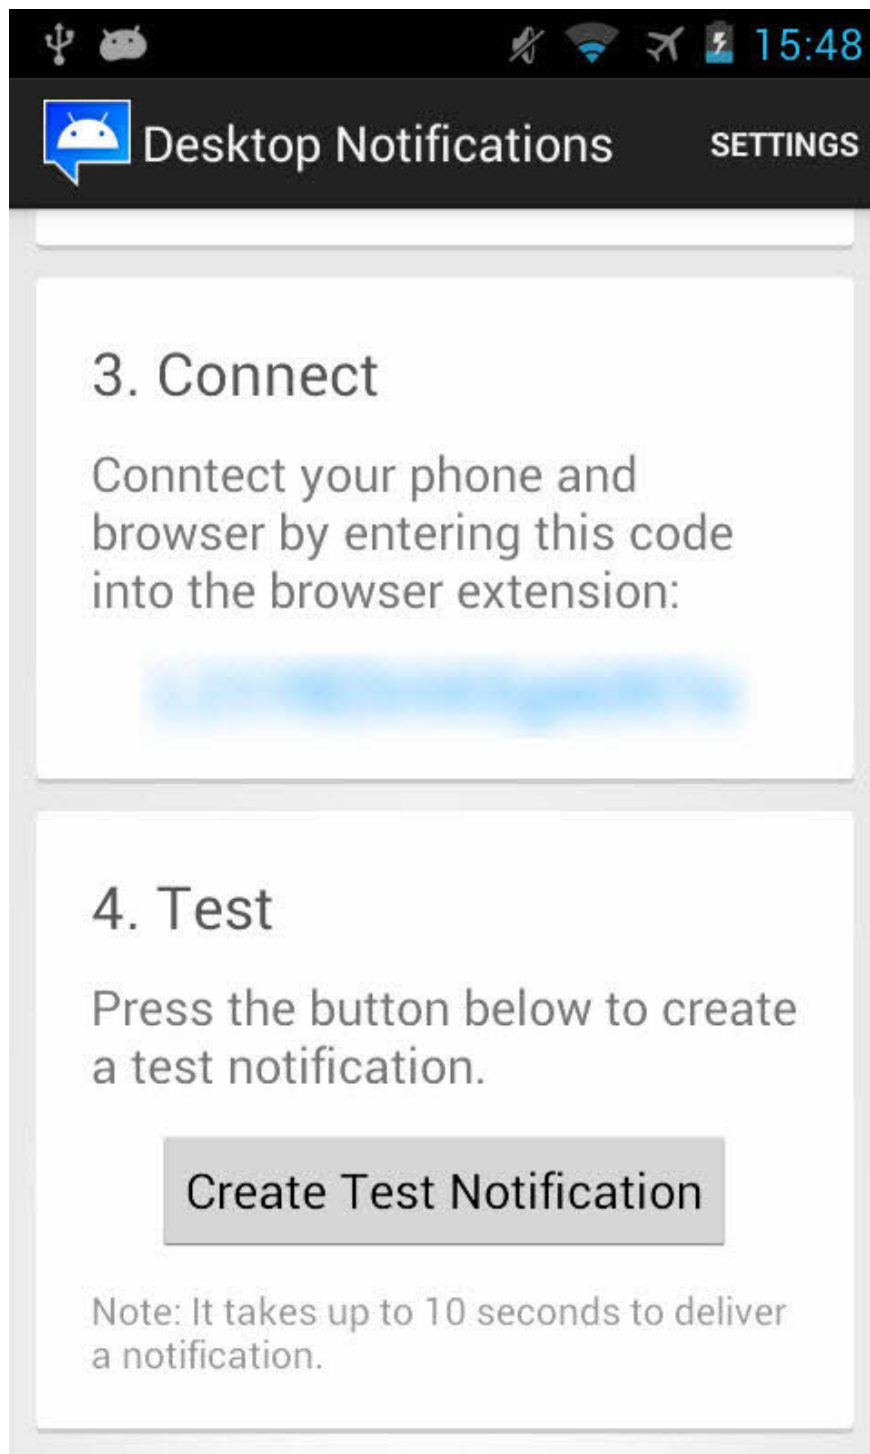 15:48
Desktop Notifications SETTINGS
3. Connect
Conntect your phone and
browser by entering this code
into the browser extension:
4. Test
Press the button below to create
a test notification.
Create Test Notification
Note: It takes up to 10 seconds to deliver
a notification.